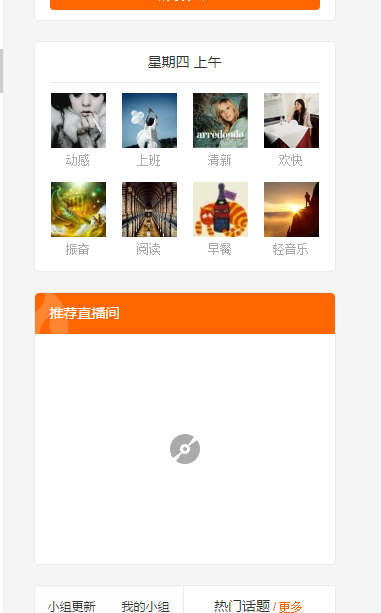 星期四 上午
arredondo
动感
上班
清新
欢快
振奋
阅读
早餐
轻音乐
推荐直播间
小组更新
我的小组
热门话题 / 更多